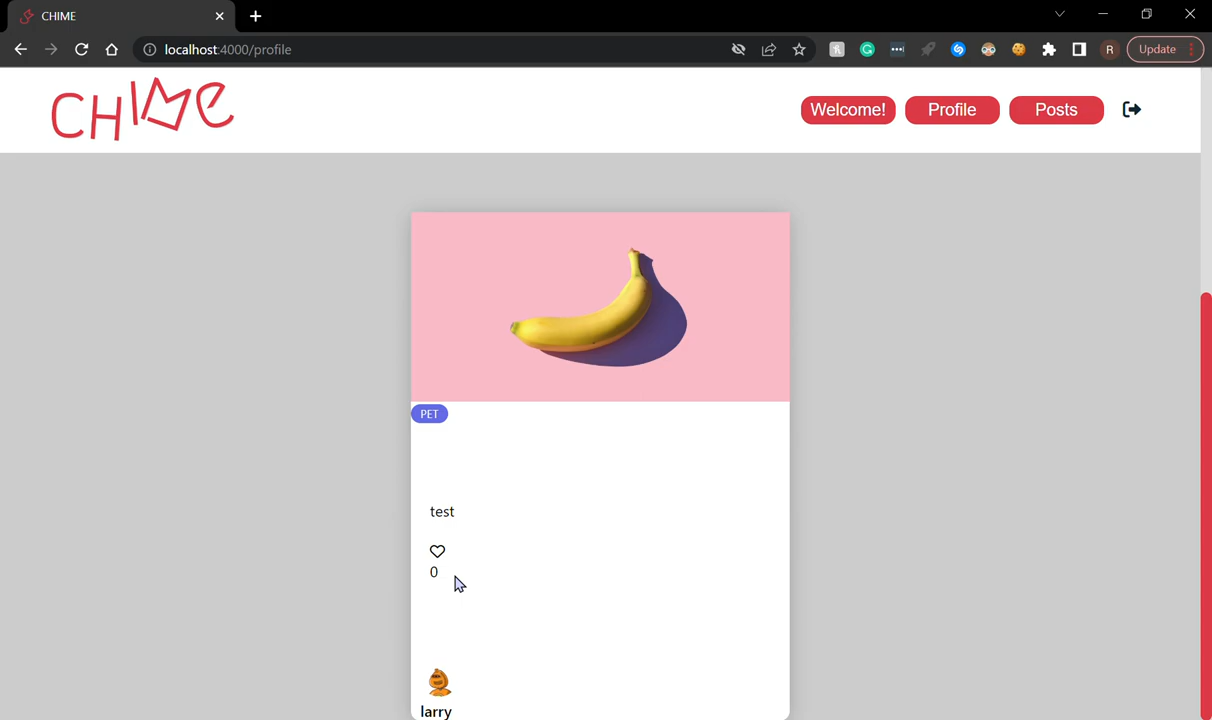 CHIME
localhost:4000/profile
R
Update
CHIME
Welcome!
Profile
Posts
PET
test
0
larry